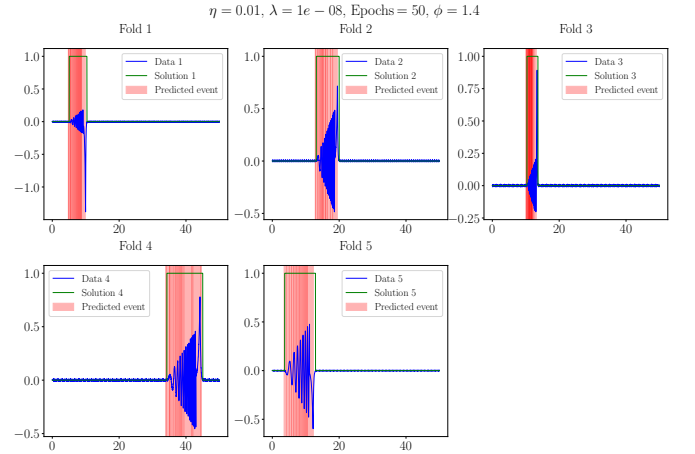 η = 0.01, λ = 1e − 08, Epochs = 50, ϕ = 1.4
Fold 1
Fold 2
Fold 3
1.0
0.5
0.0
−0.5
−1.0
0
20
40
Data 1
Solution 1
Predicted event
1.0
0.5
0.0
−0.5
0
20
40
Data 2
Solution 2
Predicted event
1.00
0.75
0.50
0.25
0.00
−0.25
0
20
40
Data 3
Solution 3
Predicted event
Fold 4
Fold 5
1.0
0.5
0.0
−0.5
0
20
40
Data 4
Solution 4
Predicted event
1.0
0.5
0.0
−0.5
0
20
40
Data 5
Solution 5
Predicted event